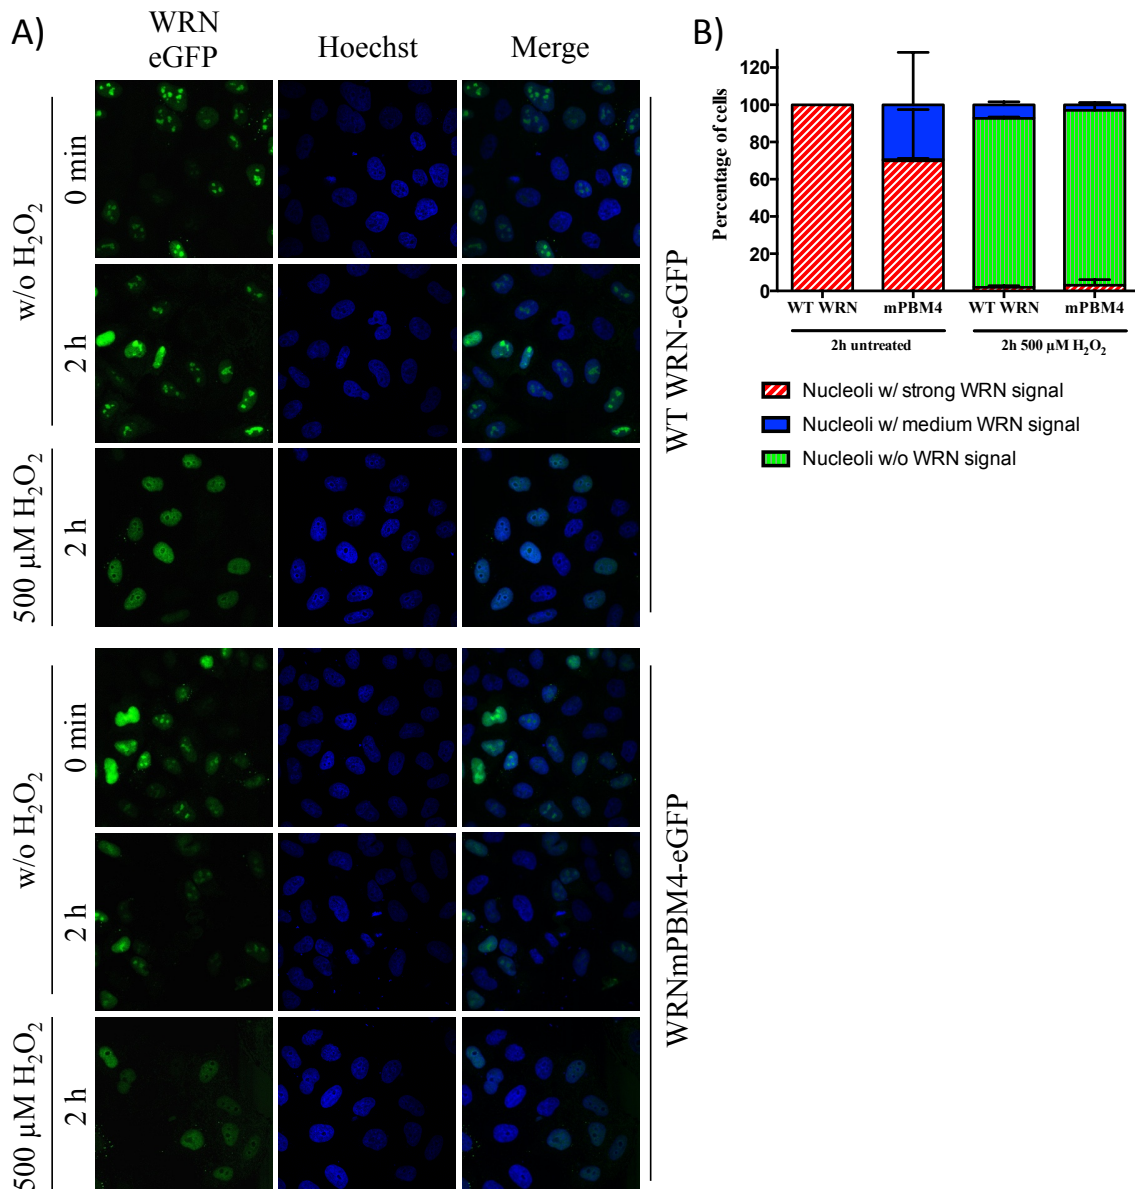 A)
WRN
eGFP
Hoechst
Merge
w/o H₂O₂
0 min
2 h
500 µM H₂O₂
2 h
WT WRN-eGFP
w/o H₂O₂
0 min
2 h
500 µM H₂O₂
2 h
WRNmPBM4-eGFP
B)
Percentage of cells
120
100
80
60
40
20
0
WT WRN
mPBM4
WT WRN
mPBM4
2h untreated
2h 500 µM H₂O₂
Nucleoli w/ strong WRN signal
Nucleoli w/ medium WRN signal
Nucleoli w/o WRN signal